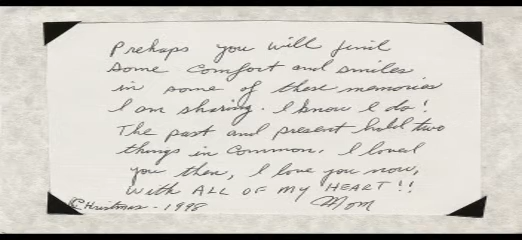 Prehaps you will find
some comfort and smiles
in some of these memories
I am sharing. I know I do!
The past and present hold two
things in common. I loved
you then, I love you now,
With ALL OF MY HEART!!
©Christmas - 1998 Mom